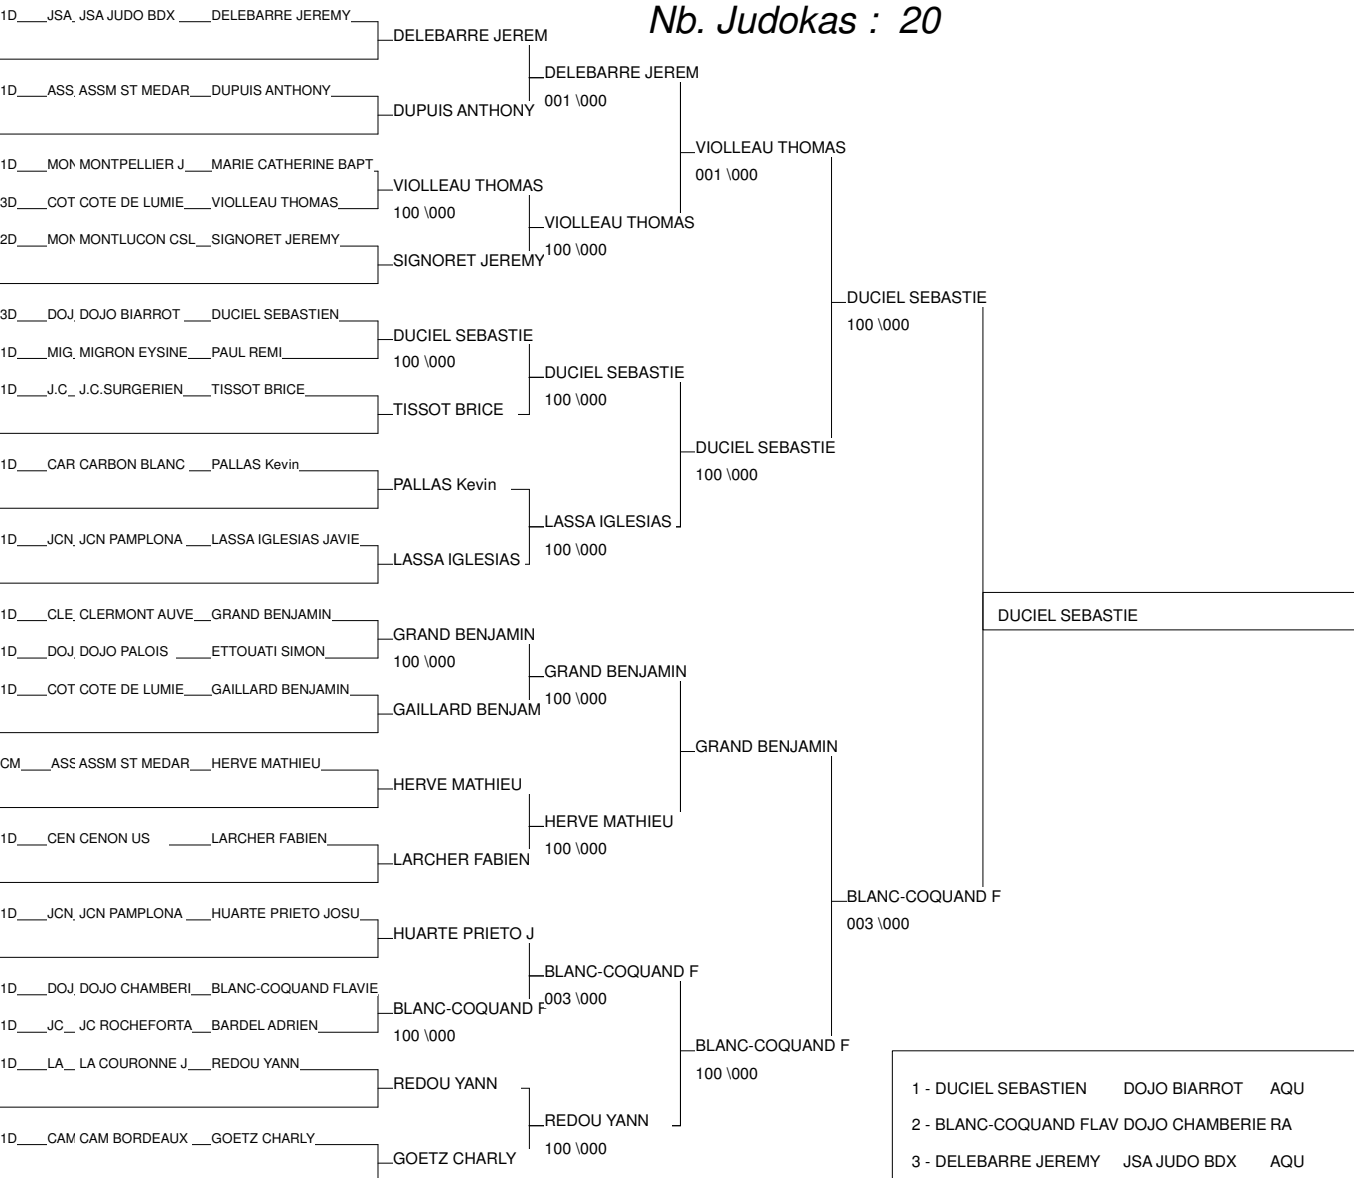 Nb. Judokas : 20
1D JSA JSA JUDO BDX DELEBARRE JEREMY
DELEBARRE JEREM
DELEBARRE JEREM
001 \000
1D ASS ASSM ST MEDAR DUPUIS ANTHONY
DUPUIS ANTHONY
VIOLLEAU THOMAS
001 \000
1D MON MONTPELLIER J MARIE CATHERINE BAPT
VIOLLEAU THOMAS
100 \000
3D COT COTE DE LUMIE VIOLLEAU THOMAS
VIOLLEAU THOMAS
100 \000
2D MON MONTLUCON CSL SIGNORET JEREMY
SIGNORET JEREMY
DUCIEL SEBASTIE
100 \000
3D DOJ DOJO BIARROT DUCIEL SEBASTIEN
DUCIEL SEBASTIE
100 \000
1D MIG MIGRON EYSINE PAUL REMI
DUCIEL SEBASTIE
100 \000
1D J.C J.C.SURGERIEN TISSOT BRICE
TISSOT BRICE
DUCIEL SEBASTIE
100 \000
1D CAR CARBON BLANC PALLAS Kevin
PALLAS Kevin
LASSA IGLESIAS
100 \000
1D JCN JCN PAMPLONA LASSA IGLESIAS JAVIE
LASSA IGLESIAS
DUCIEL SEBASTIE
1D CLE CLERMONT AUVE GRAND BENJAMIN
GRAND BENJAMIN
100 \000
1D DOJ DOJO PALOIS ETTOUATI SIMON
GRAND BENJAMIN
100 \000
1D COT COTE DE LUMIE GAILLARD BENJAMIN
GAILLARD BENJAM
GRAND BENJAMIN
CM ASS ASSM ST MEDAR HERVE MATHIEU
HERVE MATHIEU
HERVE MATHIEU
100 \000
1D CEN CENON US LARCHER FABIEN
LARCHER FABIEN
BLANC-COQUAND F
003 \000
1D JCN JCN PAMPLONA HUARTE PRIETO JOSU
HUARTE PRIETO J
BLANC-COQUAND F
003 \000
1D DOJ DOJO CHAMBERI BLANC-COQUAND FLAVIE
BLANC-COQUAND F
100 \000
1D JC JC ROCHEFORTA BARDEL ADRIEN
BLANC-COQUAND F
100 \000
1D LA LA COURONNE J REDOU YANN
REDOU YANN
REDOU YANN
100 \000
1D CAM CAM BORDEAUX GOETZ CHARLY
GOETZ CHARLY
1 - DUCIEL SEBASTIEN DOJO BIARROT AQU
2 - BLANC-COQUAND FLAV DOJO CHAMBERIE RA
3 - DELEBARRE JEREMY JSA JUDO BDX AQU